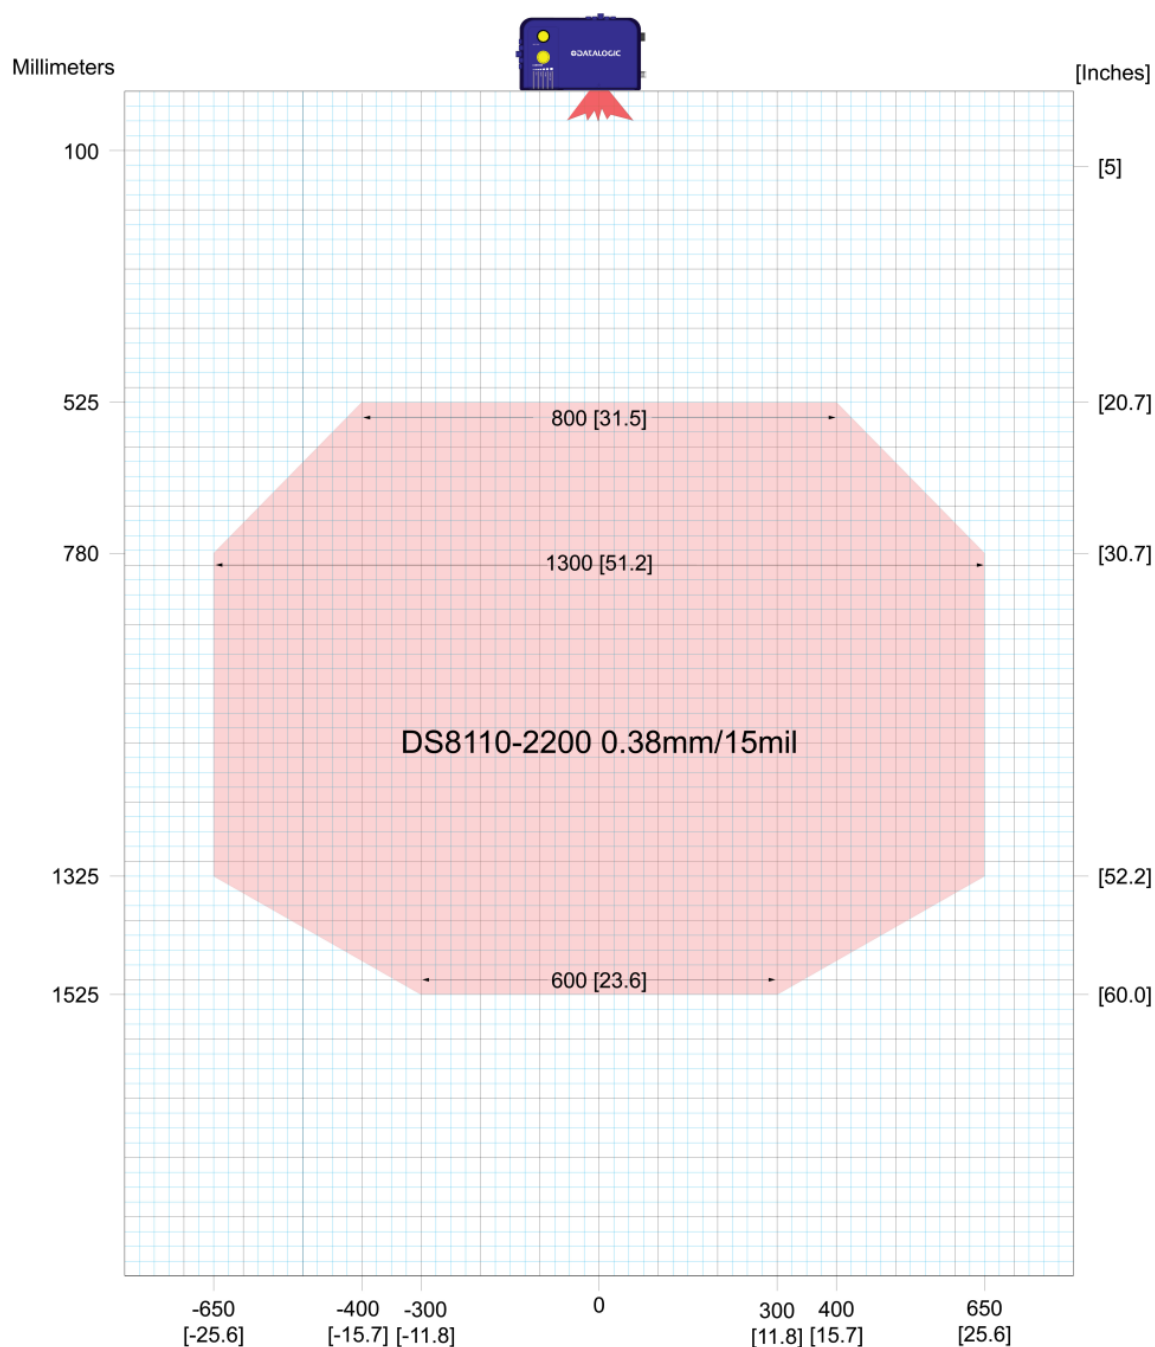 DATALOGIC
Millimeters
[Inches]
100
[5]
525
[20.7]
800 [31.5]
780
[30.7]
1300 [51.2]
DS8110-2200 0.38mm/15mil
1325
[52.2]
600 [23.6]
1525
[60.0]
-650 -400 -300 0 300 400 650
[-25.6] [-15.7] [-11.8] [11.8] [15.7] [25.6]